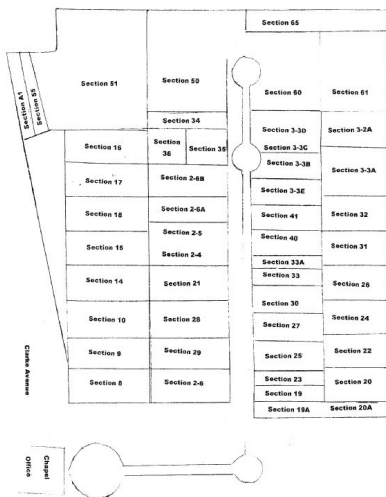 Section 65
Section A1
Section 55
Section 51
Section 50
Section 60
Section 61
Section 34
Section 16
Section 36
Section 35
Section 3-3D
Section 3-2A
Section 3-3C
Section 3-3B
Section 3-3A
Section 17
Section 2-6B
Section 3-3E
Section 18
Section 2-6A
Section 41
Section 32
Section 15
Section 2-5
Section 40
Section 31
Section 2-4
Section 33A
Section 14
Section 21
Section 33
Section 26
Section 30
Section 10
Section 28
Section 27
Section 24
Section 9
Section 29
Section 25
Section 22
Section 8
Section 2-6
Section 23
Section 20
Section 19
Section 19A
Section 20A
Clarke Avenue
Chapel
Office